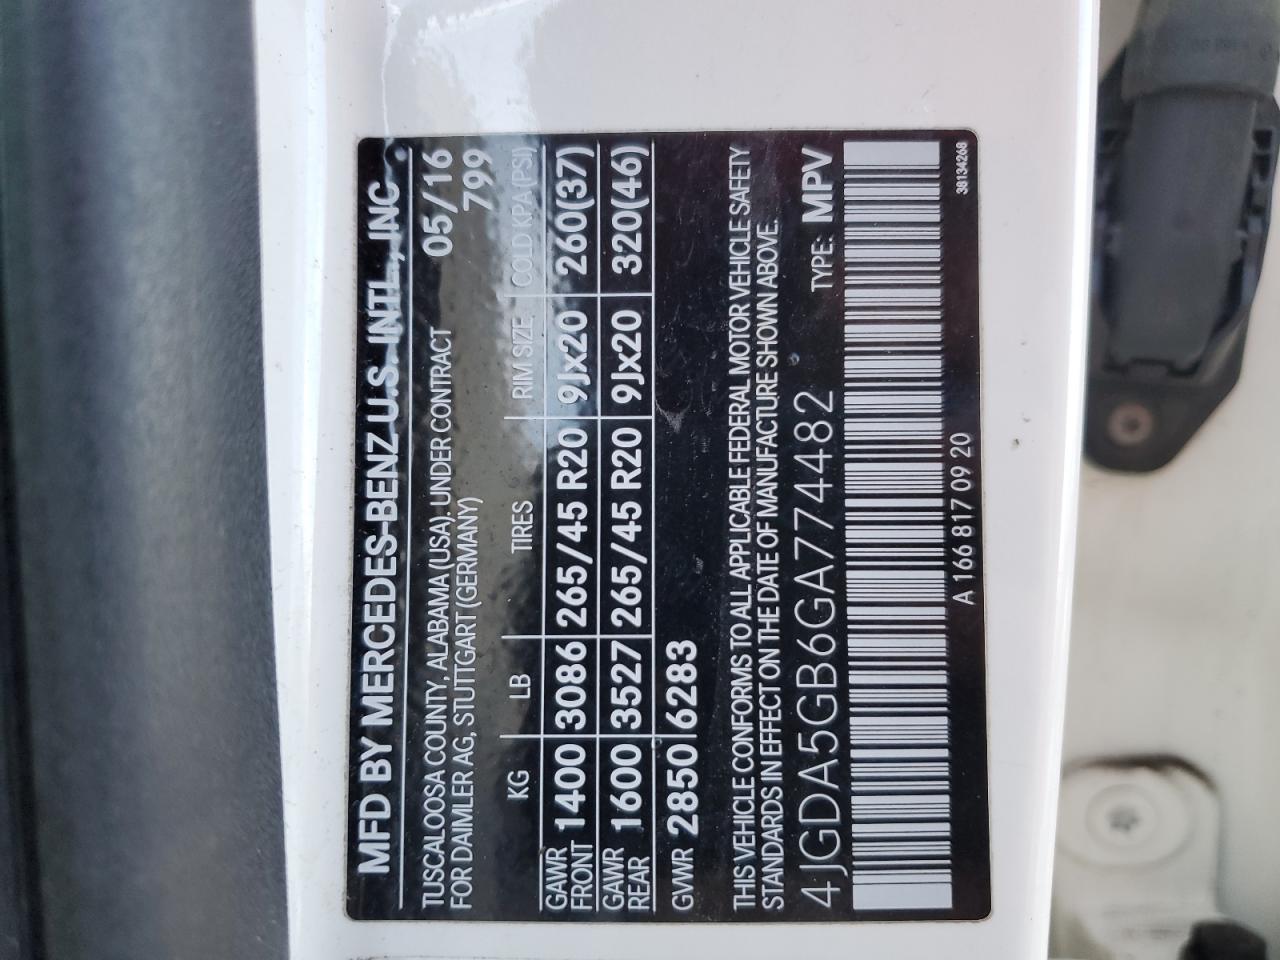 MFD BY MERCEDES-BENZ U.S. INTL., INC.
TUSCALOOSA COUNTY, ALABAMA (USA). UNDER CONTRACT 05/16
FOR DAIMLER AG, STUTTGART (GERMANY) 799
KG LB TIRES RIM SIZE COLD KPA (PSI)
GAWR FRONT 1400 3086 265/45 R20 9Jx20 260(37)
GAWR REAR 1600 3527 265/45 R20 9Jx20 320(46)
GVWR 2850 6283
THIS VEHICLE CONFORMS TO ALL APPLICABLE FEDERAL MOTOR VEHICLE SAFETY
STANDARDS IN EFFECT ON THE DATE OF MANUFACTURE SHOWN ABOVE.
4JGDA5GB6GA774482 TYPE: MPV
A 166 817 09 20 38134268